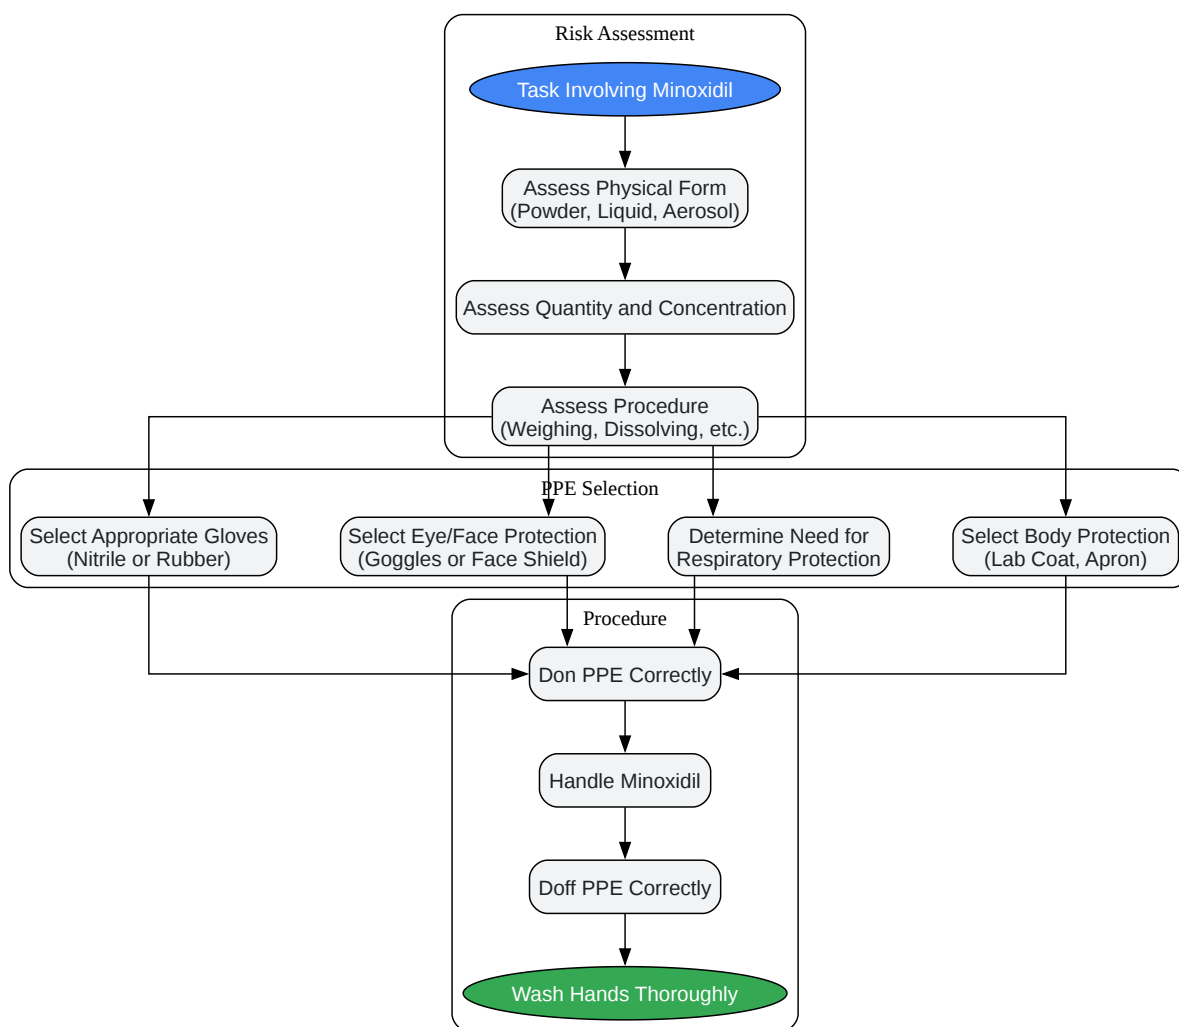 Risk Assessment
Task Involving Minoxidil
Assess Physical Form
(Powder, Liquid, Aerosol)
Assess Quantity and Concentration
Assess Procedure
(Weighing, Dissolving, etc.)
PPE Selection
Select Appropriate Gloves
(Nitrile or Rubber)
Select Eye/Face Protection
(Goggles or Face Shield)
Determine Need for
Respiratory Protection
Select Body Protection
(Lab Coat, Apron)
Procedure
Don PPE Correctly
Handle Minoxidil
Doff PPE Correctly
Wash Hands Thoroughly